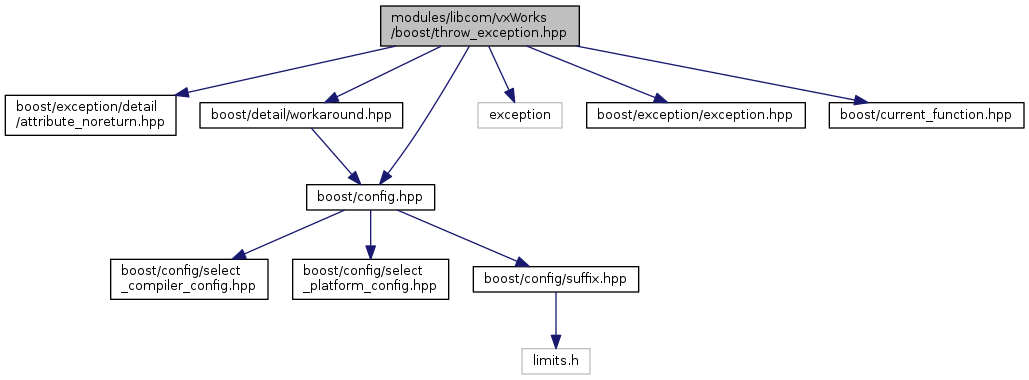 modules/libcom/vxWorks
/boost/throw_exception.hpp
boost/exception/detail
/attribute_noreturn.hpp
boost/detail/workaround.hpp
exception
boost/exception/exception.hpp
boost/current_function.hpp
boost/config.hpp
boost/config/select
_compiler_config.hpp
boost/config/select
_platform_config.hpp
boost/config/suffix.hpp
limits.h